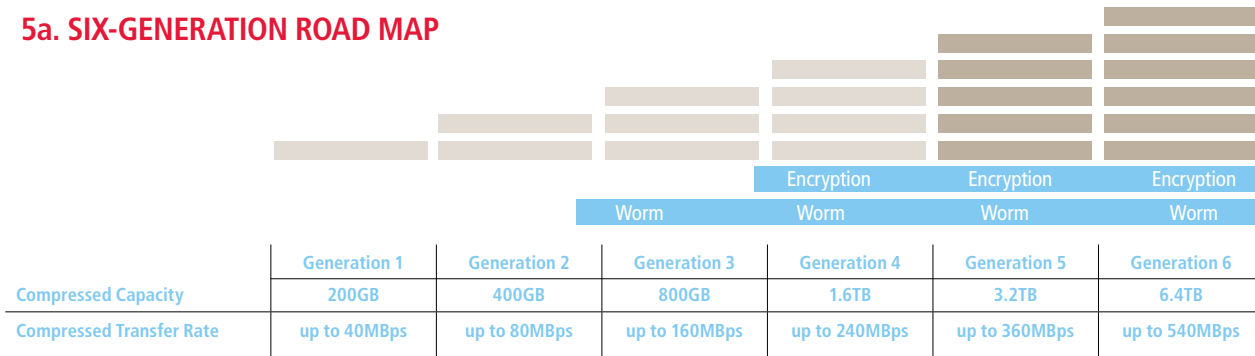 5a. SIX-GENERATION ROAD MAP
Encryption Encryption Encryption
Worm Worm Worm Worm
Generation 1 Generation 2 Generation 3 Generation 4 Generation 5 Generation 6
Compressed Capacity 200GB 400GB 800GB 1.6TB 3.2TB 6.4TB
Compressed Transfer Rate up to 40MBps up to 80MBps up to 160MBps up to 240MBps up to 360MBps up to 540MBps